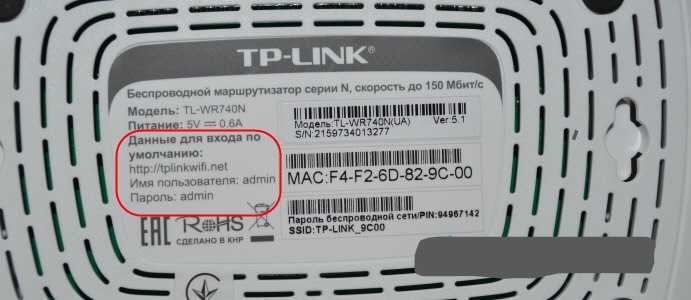 TP-LINK®
Беспроводной маршрутизатор серии N, скорость до 150 Мбит/с
Модель: TL-WR740N
Питание: 5V ⎓ 0.6A
Данные для входа по
умолчанию:
http://tplinkwifi.net
Имя пользователя: admin
Пароль: admin
EAC RoHS
СДЕЛАНО В КНР
Модель:TL-WR740N(UA) Ver:5.1
S/N:2159734013277
MAC:F4-F2-6D-82-9C-00
Пароль беспроводной сети/PIN:94967142
SSID:TP-LINK_9C00